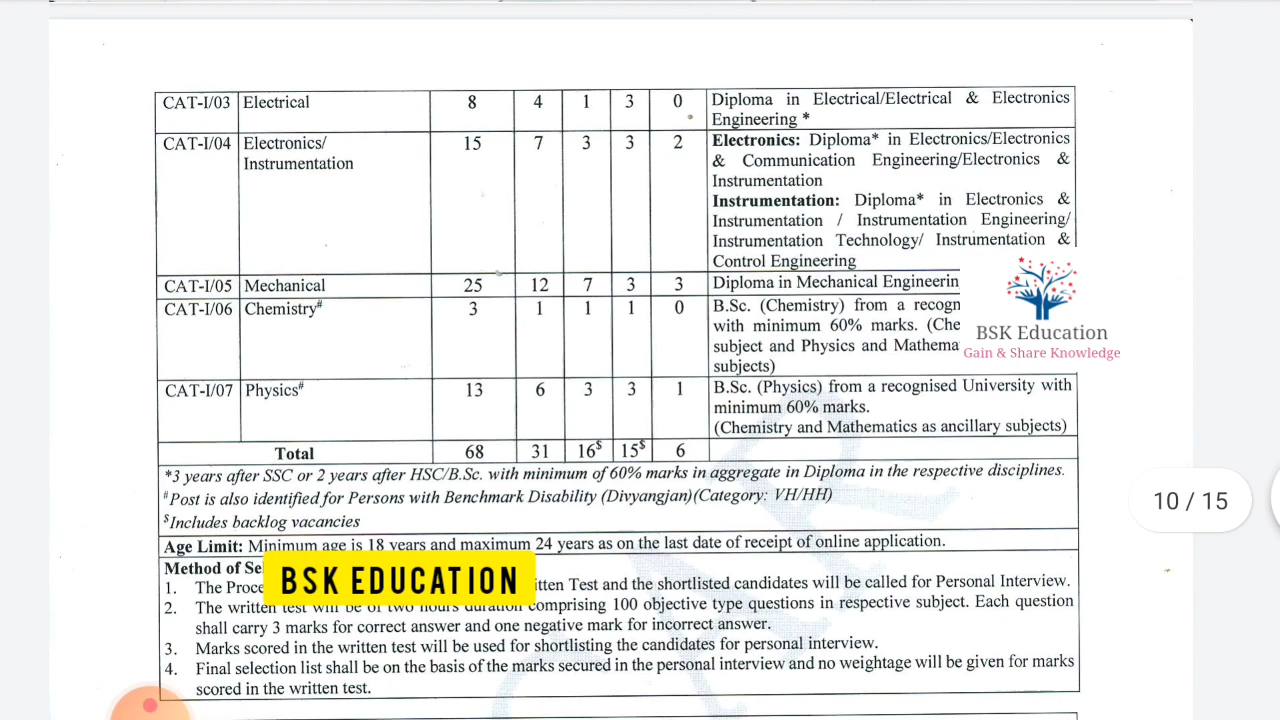 CAT-I/03 Electrical 8 4 1 3 0 Diploma in Electrical/Electrical & Electronics
Engineering *
CAT-I/04 Electronics/ 15 7 3 3 2 Electronics: Diploma* in Electronics/Electronics
Instrumentation & Communication Engineering/Electronics &
Instrumentation
Instrumentation: Diploma* in Electronics &
Instrumentation / Instrumentation Engineering/
Instrumentation Technology/ Instrumentation &
Control Engineering
CAT-I/05 Mechanical 25 12 7 3 3 Diploma in Mechanical Engineerin
CAT-I/06 Chemistry# 3 1 1 1 0 B.Sc. (Chemistry) from a recogn
with minimum 60% marks. (Che
subject and Physics and Mathema
subjects)
BSK Education
Gain & Share Knowledge
CAT-I/07 Physics# 13 6 3 3 1 B.Sc. (Physics) from a recognised University with
minimum 60% marks.
(Chemistry and Mathematics as ancillary subjects)
Total 68 31 16$ 15$ 6
*3 years after SSC or 2 years after HSC/B.Sc. with minimum of 60% marks in aggregate in Diploma in the respective disciplines.
#Post is also identified for Persons with Benchmark Disability (Divyangjan)(Category: VH/HH)
10 / 15
$Includes backlog vacancies
Age Limit: Minimum age is 18 years and maximum 24 years as on the last date of receipt of online application.
Method of Se
BSK EDUCATION
1. The Proce itten Test and the shortlisted candidates will be called for Personal Interview.
2. The written test will be of two hours duration comprising 100 objective type questions in respective subject. Each question
shall carry 3 marks for correct answer and one negative mark for incorrect answer.
3. Marks scored in the written test will be used for shortlisting the candidates for personal interview.
4. Final selection list shall be on the basis of the marks secured in the personal interview and no weightage will be given for marks
scored in the written test.